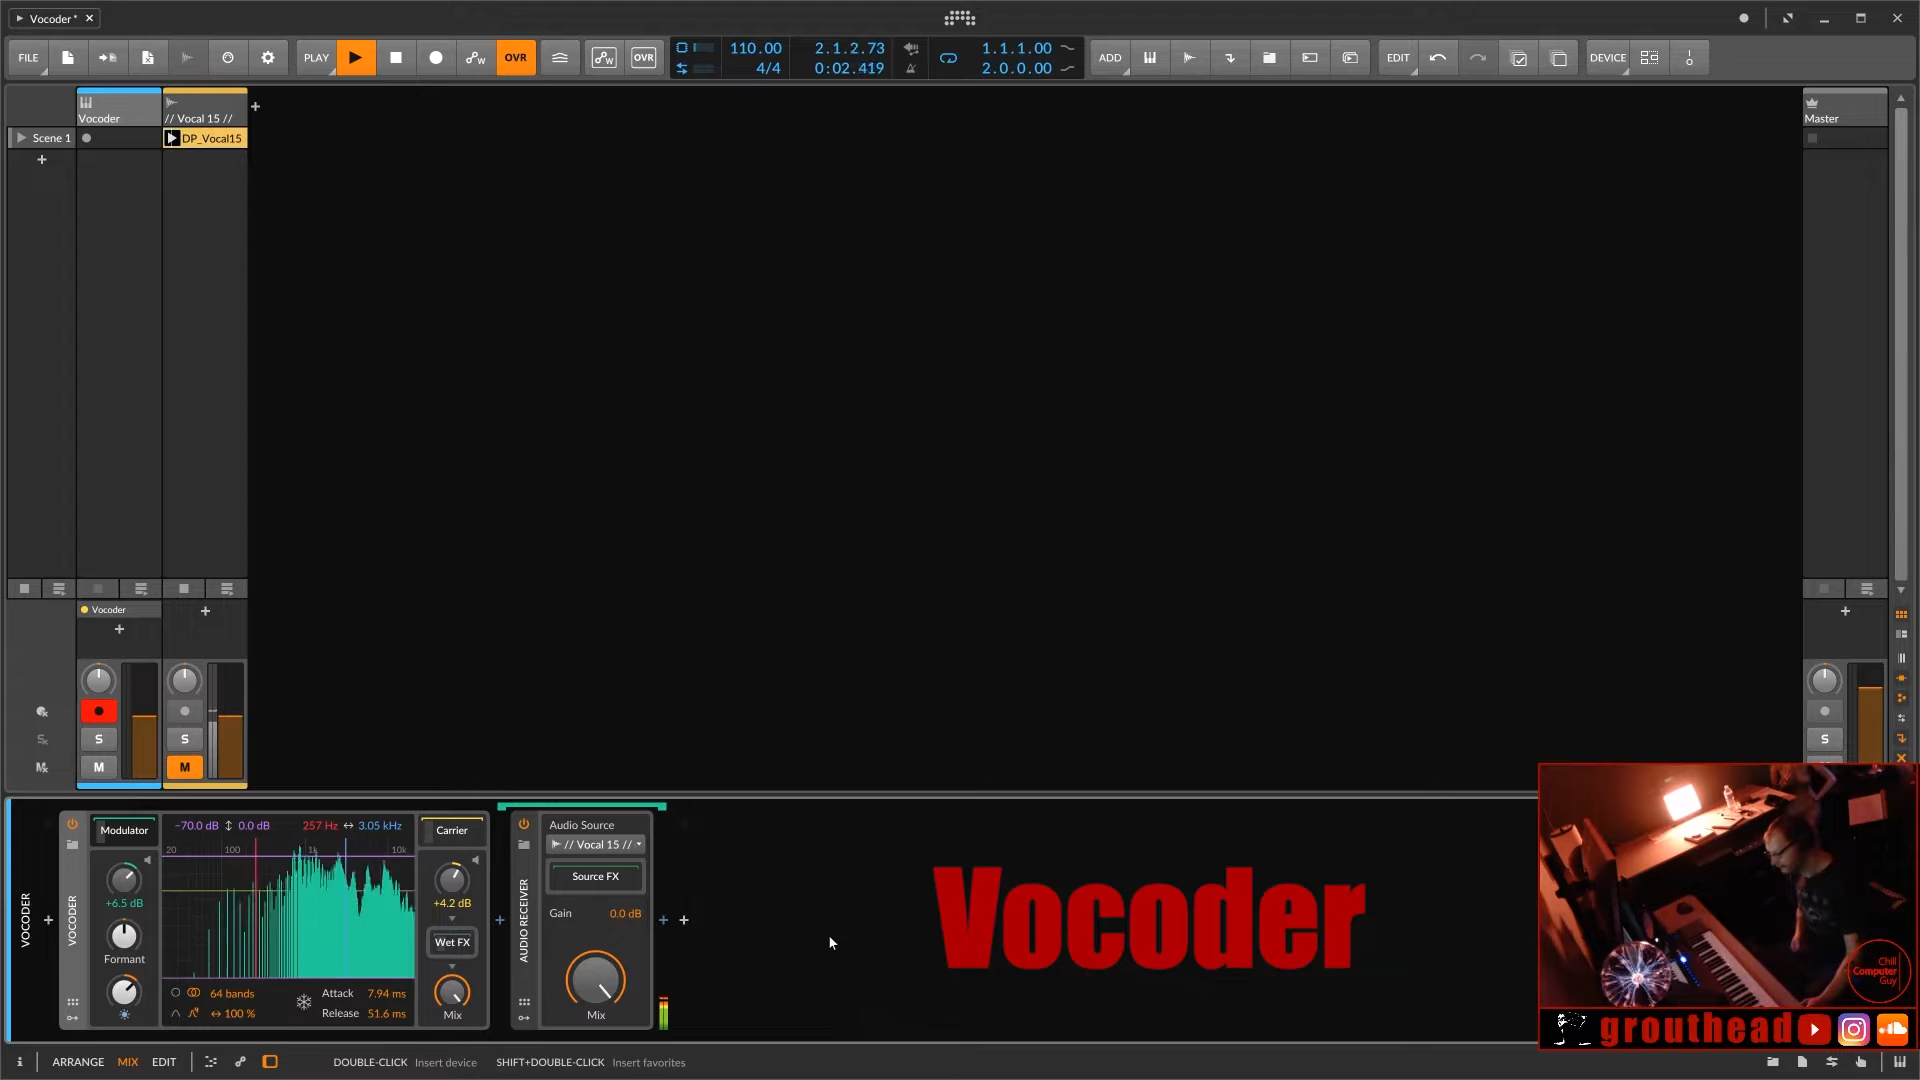 Vocoder *
FILE
PLAY
OVR
OVR
110.00
4/4
2.1.2.73
0:02.419
1.1.1.00
2.0.0.00
ADD
EDIT
DEVICE
Vocoder
// Vocal 15 //
Master
Scene 1
DP_Vocal15
Vocoder
S
S
S
M
M
VOCODER
VOCODER
Modulator
+6.5 dB
Formant
-70.0 dB
0.0 dB
257 Hz
3.05 kHz
20
100
1k
10k
64 bands
100 %
Attack
7.94 ms
Release
51.6 ms
Carrier
+4.2 dB
Wet FX
Mix
AUDIO RECEIVER
Audio Source
// Vocal 15 //
Source FX
Gain
0.0 dB
Mix
Vocoder
Chill
Computer
Guy
grouthead
i
ARRANGE
MIX
EDIT
DOUBLE-CLICK
Insert device
SHIFT+DOUBLE-CLICK
Insert favorites